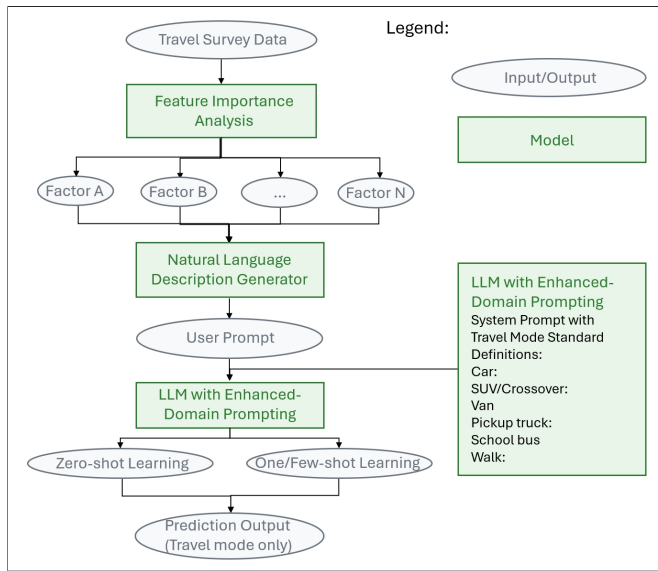 Travel Survey Data
Legend:
Input/Output
Feature Importance
Analysis
Model
Factor A
Factor B
...
Factor N
Natural Language
Description Generator
User Prompt
LLM with Enhanced-
Domain Prompting
System Prompt with
Travel Mode Standard
Definitions:
Car:
SUV/Crossover:
Van
Pickup truck:
School bus
Walk:
LLM with Enhanced-
Domain Prompting
Zero-shot Learning
One/Few-shot Learning
Prediction Output
(Travel mode only)